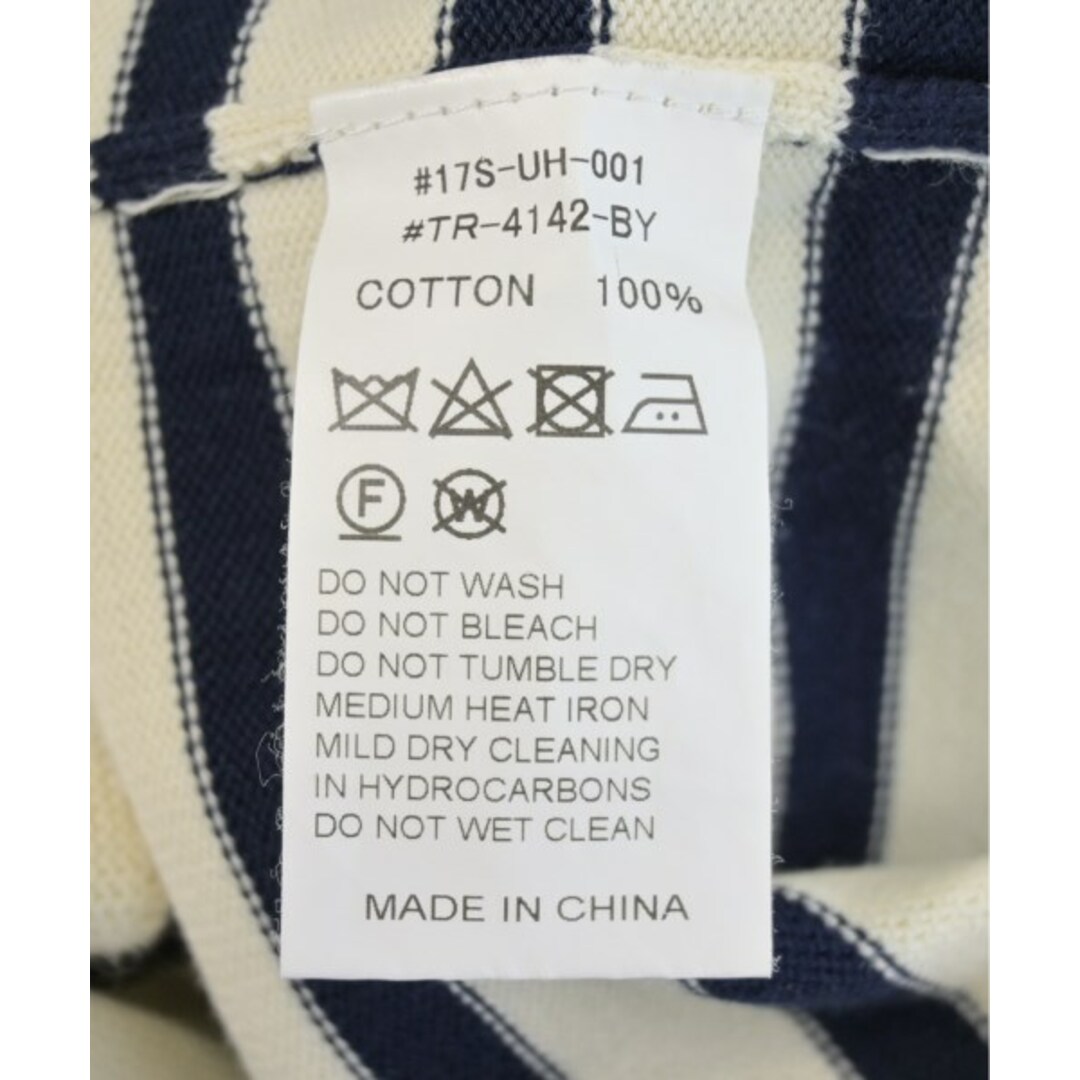 #17S-UH-001
#TR-4142-BY
COTTON 100%
F W
DO NOT WASH
DO NOT BLEACH
DO NOT TUMBLE DRY
MEDIUM HEAT IRON
MILD DRY CLEANING
IN HYDROCARBONS
DO NOT WET CLEAN
MADE IN CHINA